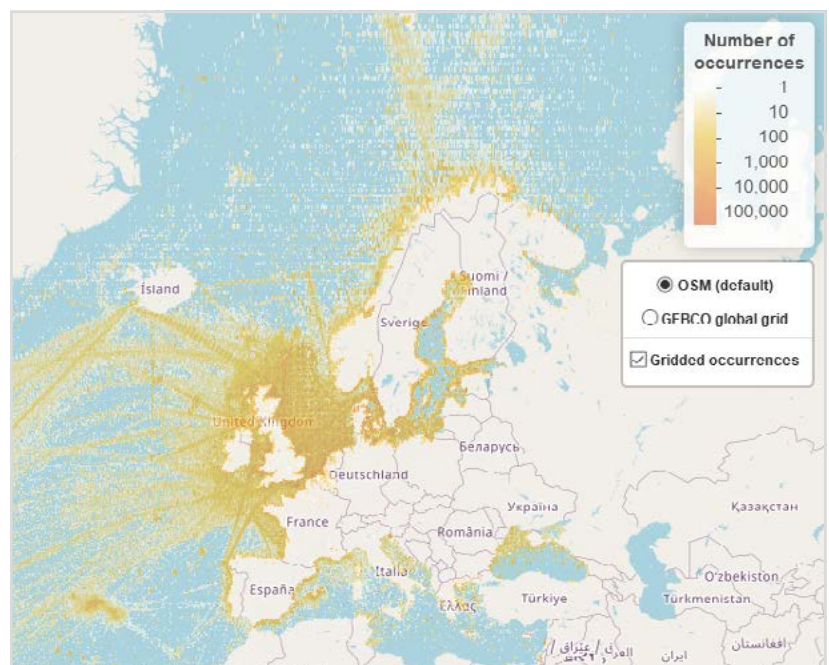 Number of
occurrences
1
10
100
1,000
10,000
100,000
OSM (default)
GEBCO global grid
Gridded occurrences
Ísland
Suomi /
Finland
Sverige
United Kingdom
Беларусь
Deutschland
Україна
Қазақстан
France
România
Italia
O'zbekiston
España
Ελλας
Türkiye
Türkmenistan
العراق
ایران
افغانستان